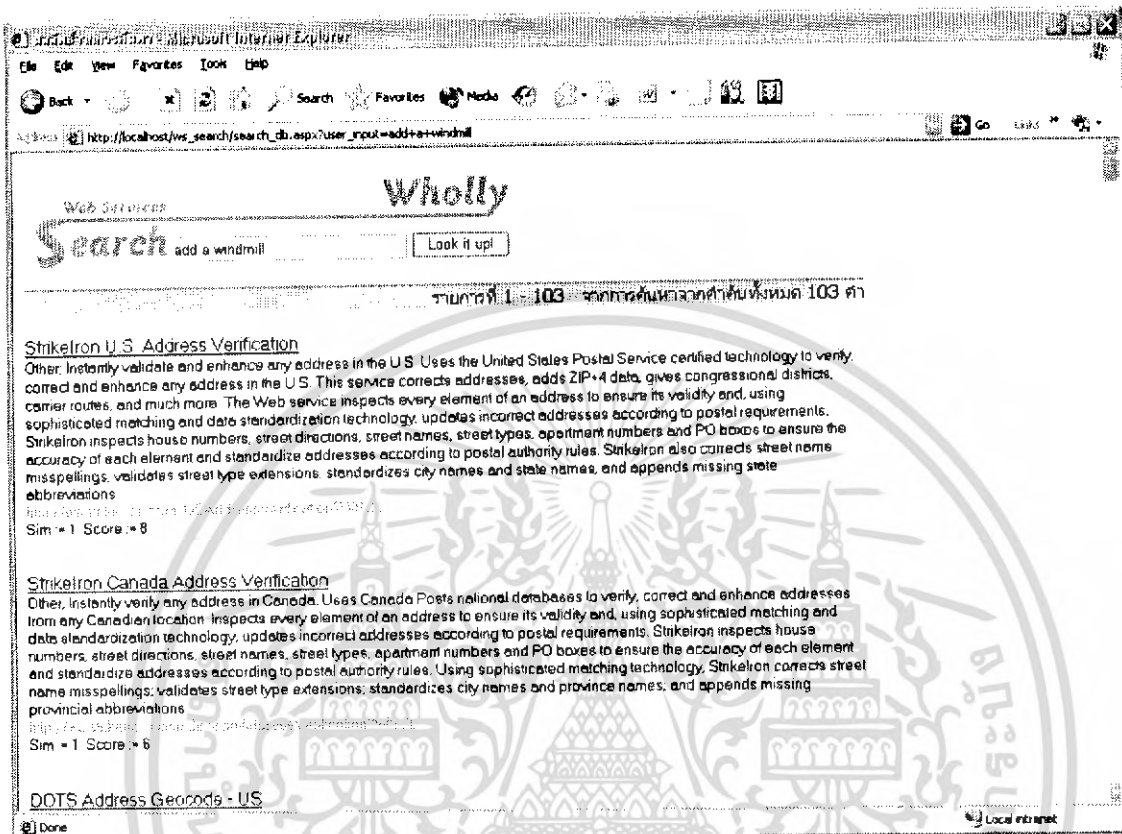 Microsoft Internet Explorer
File Edit View Favorites Tools Help
Back Search Favorites Media
Address http://localhost/ws_search/search_db.aspx?user_input=add+a+windmill Go Links »
Wholly
Web Services
Search add a windmill Look it up!
รายการที่ 1 - 103 จากการค้นหาจากคำค้นทั้งหมด 103 คำ
StrikeIron U.S. Address Verification
Other, Instantly validate and enhance any address in the U.S. Uses the United States Postal Service certified technology to verify,
correct and enhance any address in the U.S. This service corrects addresses, adds ZIP+4 data, gives congressional districts,
carrier routes, and much more. The Web service inspects every element of an address to ensure its validity and, using
sophisticated matching and data standardization technology, updates incorrect addresses according to postal requirements.
StrikeIron inspects house numbers, street directions, street names, street types, apartment numbers and PO boxes to ensure the
accuracy of each element and standardize addresses according to postal authority rules. StrikeIron also corrects street name
misspellings, validates street type extensions, standardizes city names and state names, and appends missing state
abbreviations
Sim = 1 Score = 8
StrikeIron Canada Address Verification
Other, Instantly verify any address in Canada. Uses Canada Posts national databases to verify, correct and enhance addresses
from any Canadian location. Inspects every element of an address to ensure its validity and, using sophisticated matching and
data standardization technology, updates incorrect addresses according to postal requirements. StrikeIron inspects house
numbers, street directions, street names, street types, apartment numbers and PO boxes to ensure the accuracy of each element
and standardize addresses according to postal authority rules. Using sophisticated matching technology, StrikeIron corrects street
name misspellings; validates street type extensions; standardizes city names and province names; and appends missing
provincial abbreviations
Sim = 1 Score = 6
DOTS Address Geocode - US
Done Local intranet